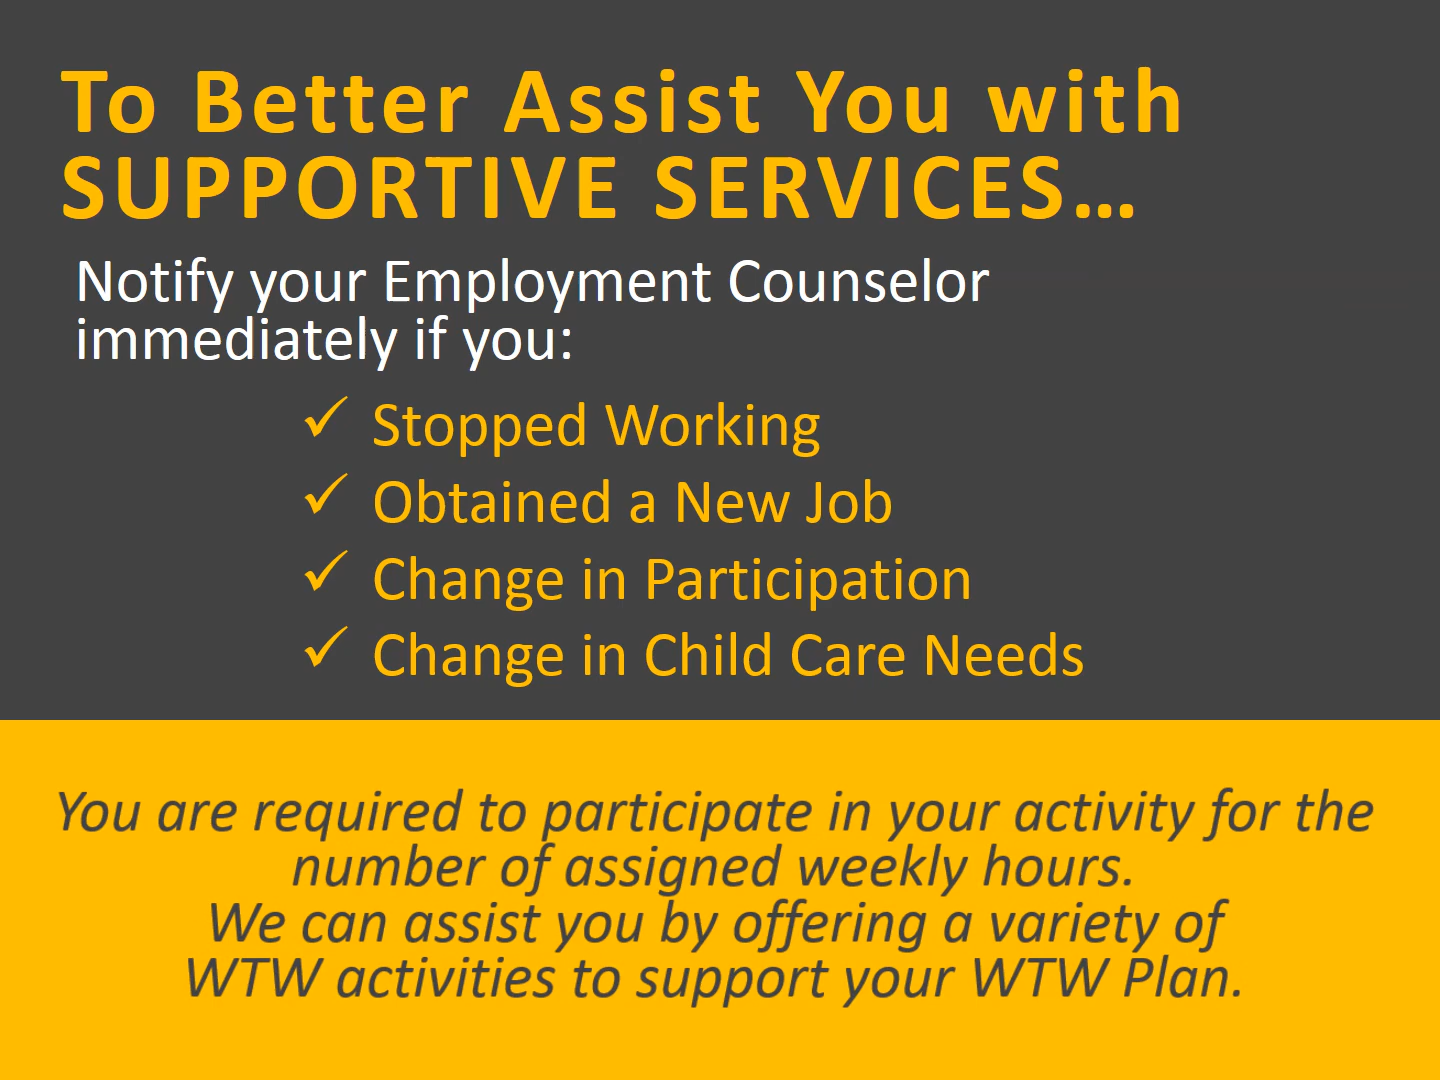 To Better Assist You with
SUPPORTIVE SERVICES…
Notify your Employment Counselor
immediately if you:
✓ Stopped Working
✓ Obtained a New Job
✓ Change in Participation
✓ Change in Child Care Needs
You are required to participate in your activity for the
number of assigned weekly hours.
We can assist you by offering a variety of
WTW activities to support your WTW Plan.